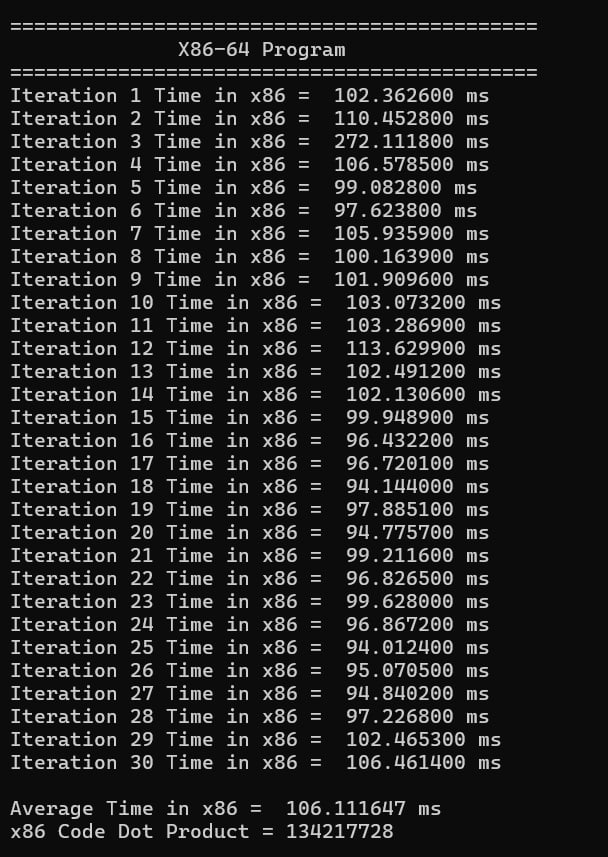 ============================================
X86-64 Program
============================================
Iteration 1 Time in x86 =  102.362600 ms
Iteration 2 Time in x86 =  110.452800 ms
Iteration 3 Time in x86 =  272.111800 ms
Iteration 4 Time in x86 =  106.578500 ms
Iteration 5 Time in x86 =  99.082800 ms
Iteration 6 Time in x86 =  97.623800 ms
Iteration 7 Time in x86 =  105.935900 ms
Iteration 8 Time in x86 =  100.163900 ms
Iteration 9 Time in x86 =  101.909600 ms
Iteration 10 Time in x86 =  103.073200 ms
Iteration 11 Time in x86 =  103.286900 ms
Iteration 12 Time in x86 =  113.629900 ms
Iteration 13 Time in x86 =  102.491200 ms
Iteration 14 Time in x86 =  102.130600 ms
Iteration 15 Time in x86 =  99.948900 ms
Iteration 16 Time in x86 =  96.432200 ms
Iteration 17 Time in x86 =  96.720100 ms
Iteration 18 Time in x86 =  94.144000 ms
Iteration 19 Time in x86 =  97.885100 ms
Iteration 20 Time in x86 =  94.775700 ms
Iteration 21 Time in x86 =  99.211600 ms
Iteration 22 Time in x86 =  96.826500 ms
Iteration 23 Time in x86 =  99.628000 ms
Iteration 24 Time in x86 =  96.867200 ms
Iteration 25 Time in x86 =  94.012400 ms
Iteration 26 Time in x86 =  95.070500 ms
Iteration 27 Time in x86 =  94.840200 ms
Iteration 28 Time in x86 =  97.226800 ms
Iteration 29 Time in x86 =  102.465300 ms
Iteration 30 Time in x86 =  106.461400 ms
Average Time in x86 =  106.111647 ms
x86 Code Dot Product = 134217728